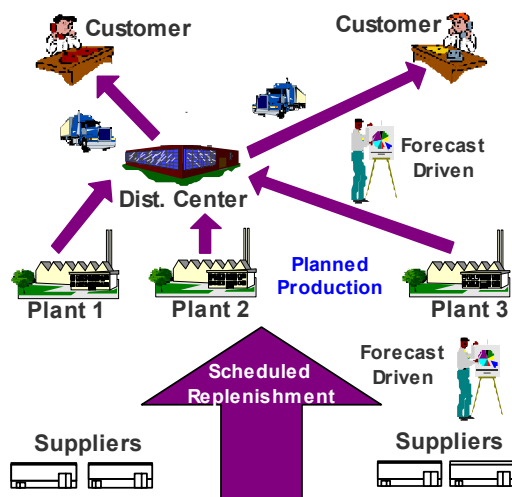 Customer
Customer
Forecast
Driven
Dist. Center
Planned
Production
Plant 1
Plant 2
Plant 3
Forecast
Driven
Scheduled
Replenishment
Suppliers
Suppliers